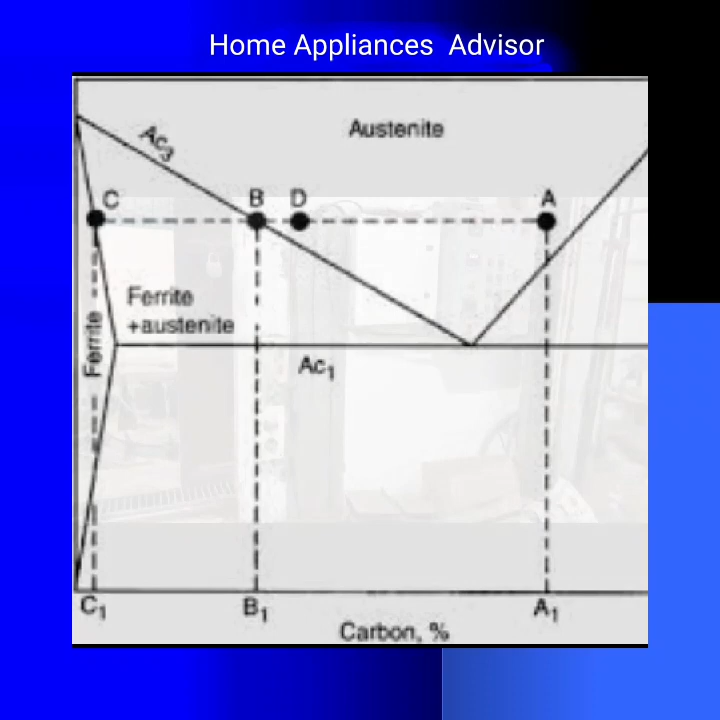 Home Appliances Advisor
Austenite
Ac3
C
B
D
A
Ferrite
+austenite
Ferrite
Ac1
C1
B1
A1
Carbon, %